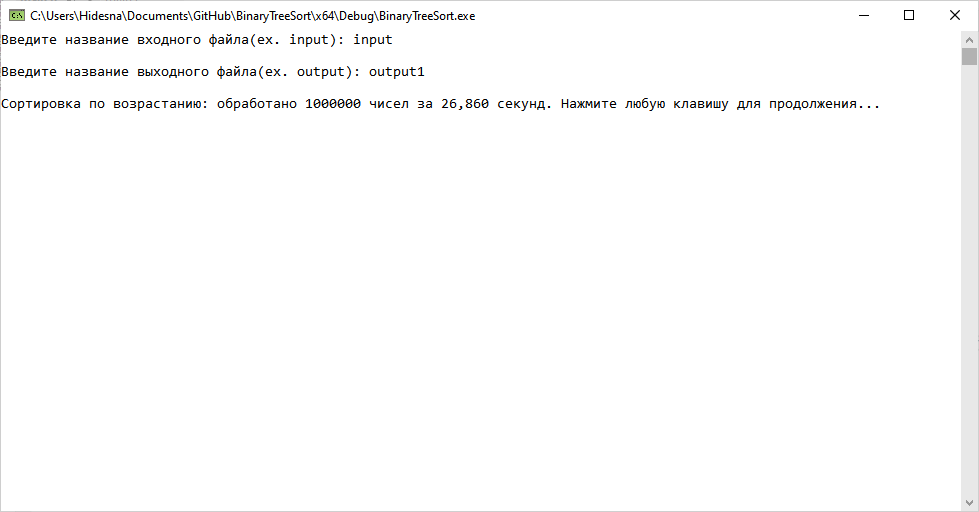 C:\Users\Hidesna\Documents\GitHub\BinaryTreeSort\x64\Debug\BinaryTreeSort.exe
Введите название входного файла(ex. input): input
Введите название выходного файла(ex. output): output1
Сортировка по возрастанию: обработано 1000000 чисел за 26,860 секунд. Нажмите любую клавишу для продолжения...